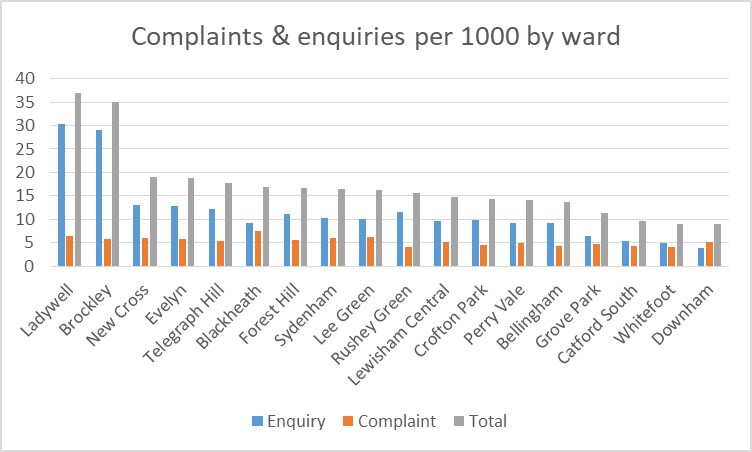 Complaints & enquiries per 1000 by ward
40
35
30
25
20
15
10
5
0
Ladywell
Brockley
New Cross
Evelyn
Telegraph Hill
Blackheath
Forest Hill
Sydenham
Lee Green
Rushey Green
Lewisham Central
Crofton Park
Perry Vale
Bellingham
Grove Park
Catford South
Whitefoot
Downham
Enquiry Complaint Total